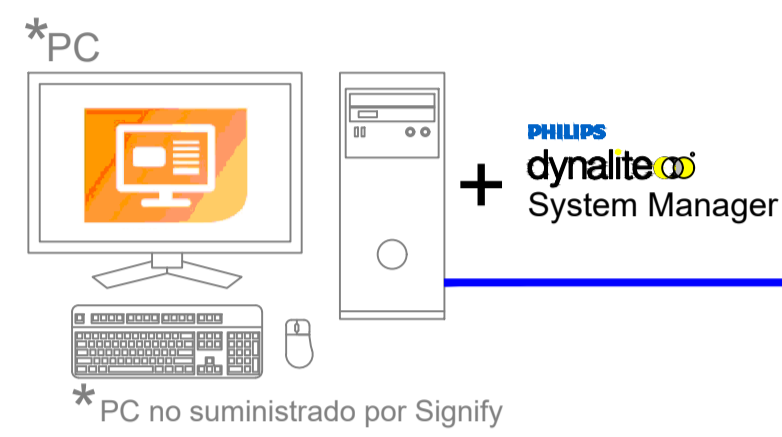 *PC
PHILIPS
dynalite
System Manager
* PC no suministrado por Signify